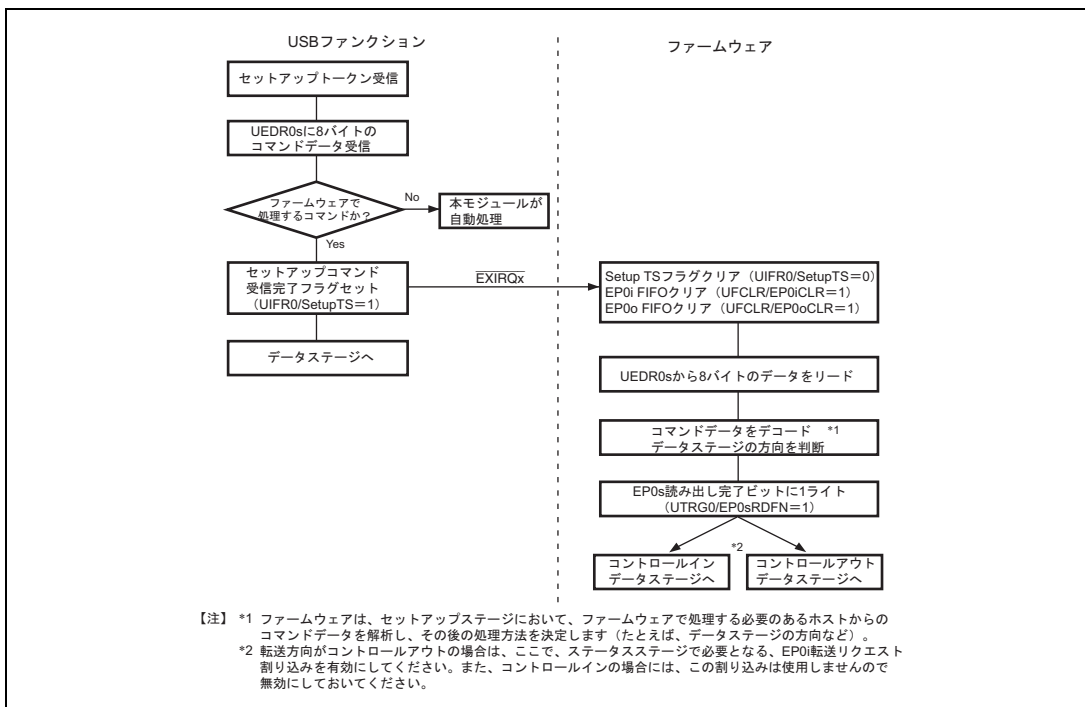 USBファンクション
ファームウェア
セットアップトークン受信
UEDR0sに8バイトの
コマンドデータ受信
ファームウェアで
処理するコマンドか？
No
本モジュールが
自動処理
Yes
セットアップコマンド
受信完了フラグセット
（UIFR0/SetupTS＝1）
EXIRQx
データステージへ
Setup TSフラグクリア（UIFR0/SetupTS＝0）
EP0i FIFOクリア（UFCLR/EP0iCLR＝1）
EP0o FIFOクリア（UFCLR/EP0oCLR＝1）
UEDR0sから8バイトのデータをリード
コマンドデータをデコード *1
データステージの方向を判断
EP0s読み出し完了ビットに1ライト
（UTRG0/EP0sRDFN＝1）
*2
コントロールイン
データステージへ
コントロールアウト
データステージへ
【注】 *1 ファームウェアは、セットアップステージにおいて、ファームウェアで処理する必要のあるホストからの
コマンドデータを解析し、その後の処理方法を決定します（たとえば、データステージの方向など）。
*2 転送方向がコントロールアウトの場合は、ここで、ステータスステージで必要となる、EP0i転送リクエスト
割り込みを有効にしてください。また、コントロールインの場合には、この割り込みは使用しませんので
無効にしておいてください。